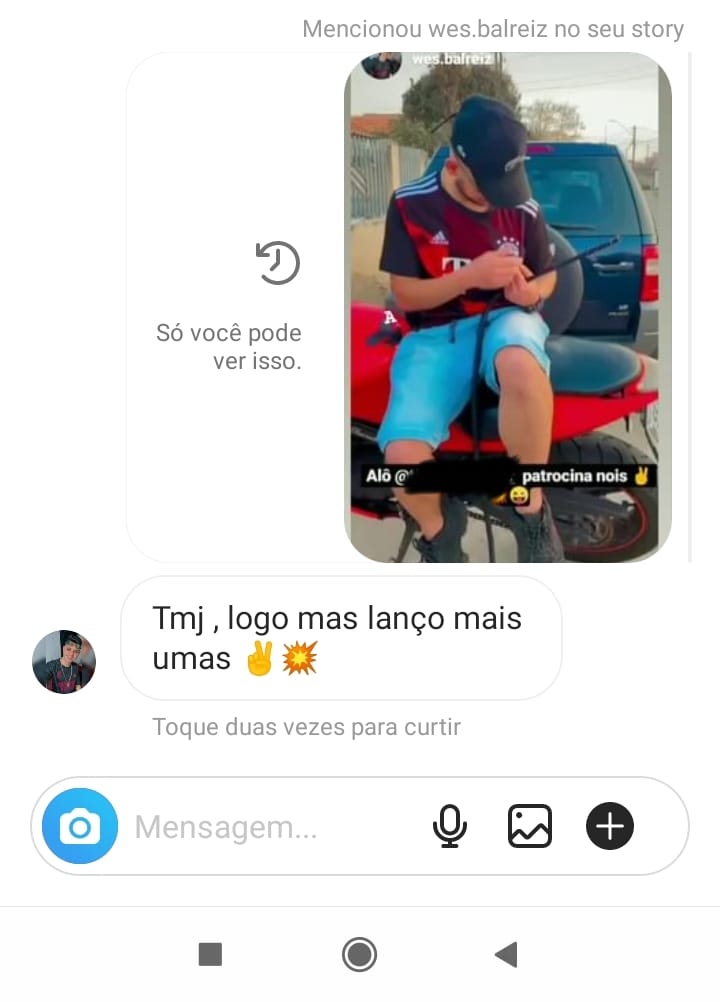 Mencionou wes.balreiz no seu story
wes.balreiz
Só você pode
ver isso.
A
Alô @ patrocina nois ✌️
😄
Tmj , logo mas lanço mais
umas ✌️💥
Toque duas vezes para curtir
Mensagem...